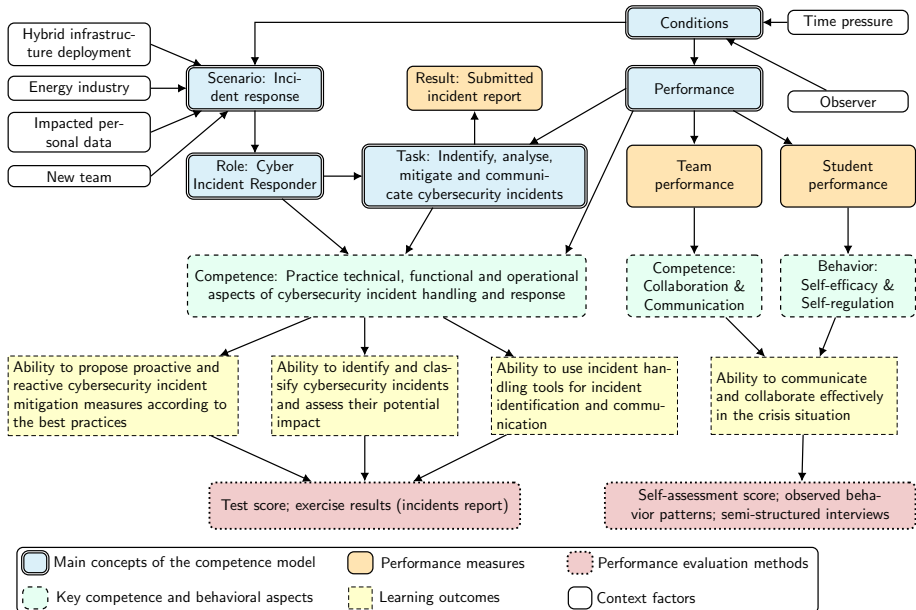 Conditions
Time pressure
Hybrid infrastruc-
ture deployment
Scenario: Inci-
dent response
Result: Submitted
incident report
Performance
Energy industry
Observer
Impacted per-
sonal data
New team
Role: Cyber
Incident Responder
Task: Indentify, analyse,
mitigate and communi-
cate cybersecurity incidents
Team
performance
Student
performance
Competence: Practice technical, functional and operational
aspects of cybersecurity incident handling and response
Competence:
Collaboration &
Communication
Behavior:
Self-efficacy &
Self-regulation
Ability to propose proactive and
reactive cybersecurity incident
mitigation measures according to
the best practices
Ability to identify and clas-
sify cybersecurity incidents
and assess their potential
impact
Ability to use incident han-
dling tools for incident
identification and commu-
nication
Ability to communicate
and collaborate effectively
in the crisis situation
Test score; exercise results (incidents report)
Self-assessment score; observed beha-
vior patterns; semi-structured interviews
Main concepts of the competence model
Performance measures
Performance evaluation methods
Key competence and behavioral aspects
Learning outcomes
Context factors